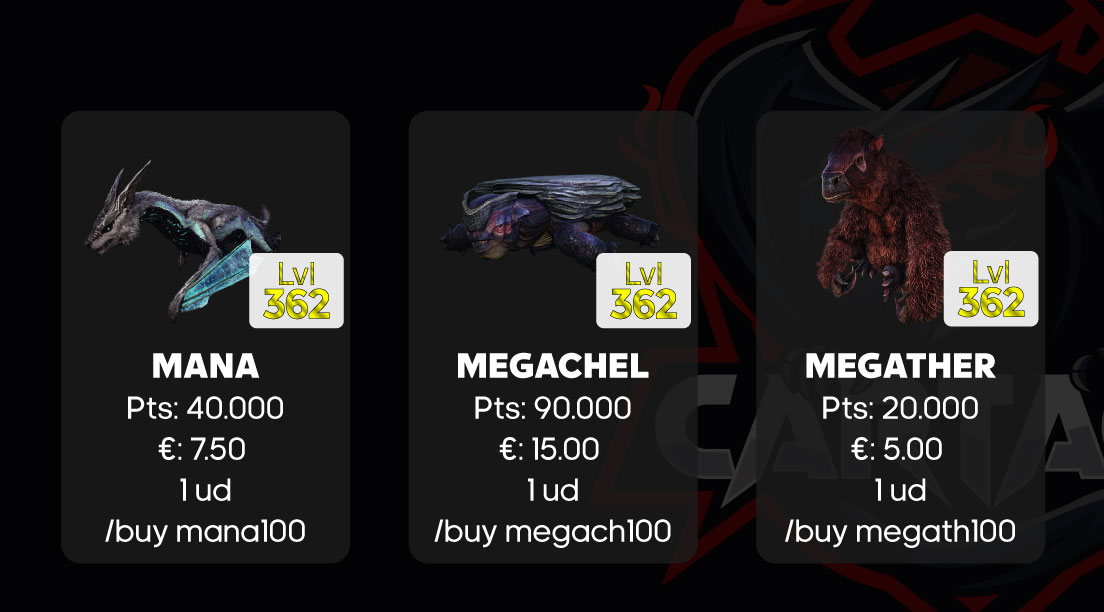 Lvl
362
MANA
Pts: 40.000
€: 7.50
1 ud
/buy mana100
Lvl
362
MEGACHEL
Pts: 90.000
€: 15.00
1 ud
/buy megach100
Lvl
362
MEGATHER
Pts: 20.000
€: 5.00
1 ud
/buy megath100